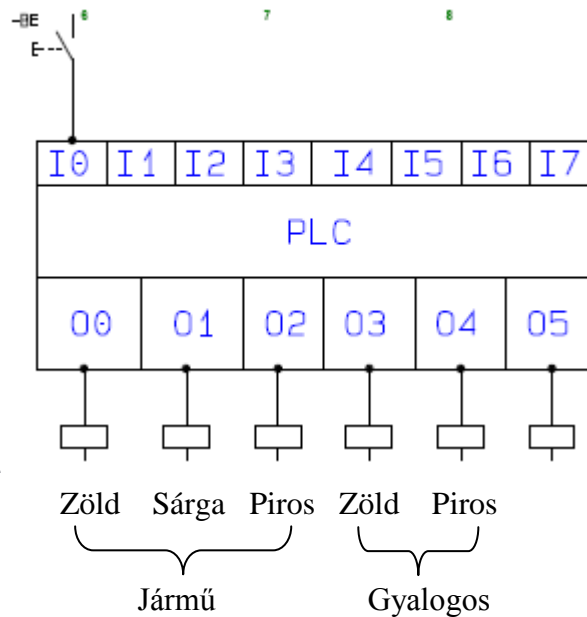 6 7 8
I0 I1 I2 I3 I4 I5 I6 I7
PLC
O0 O1 O2 O3 O4 O5
Zöld Sárga Piros Zöld Piros
Jármű Gyalogos